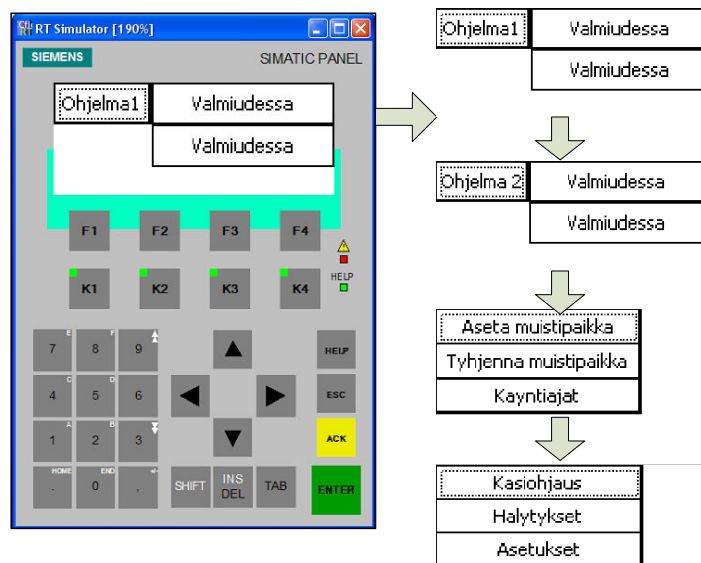 RT Simulator [190%]
SIEMENS SIMATIC PANEL
Ohjelma1 Valmiudessa
Valmiudessa
F1 F2 F3 F4
HELP
K1 K2 K3 K4
7 E 8 F 9 HELP
4 C 5 D 6 ESC
1 A 2 B 3 ACK
HOME . END 0 +/- , SHIFT INS DEL TAB ENTER
Ohjelma1 Valmiudessa
Valmiudessa
Ohjelma 2 Valmiudessa
Valmiudessa
Aseta muistipaikka
Tyhjenna muistipaikka
Kayntiajat
Kasiohjaus
Halytykset
Asetukset